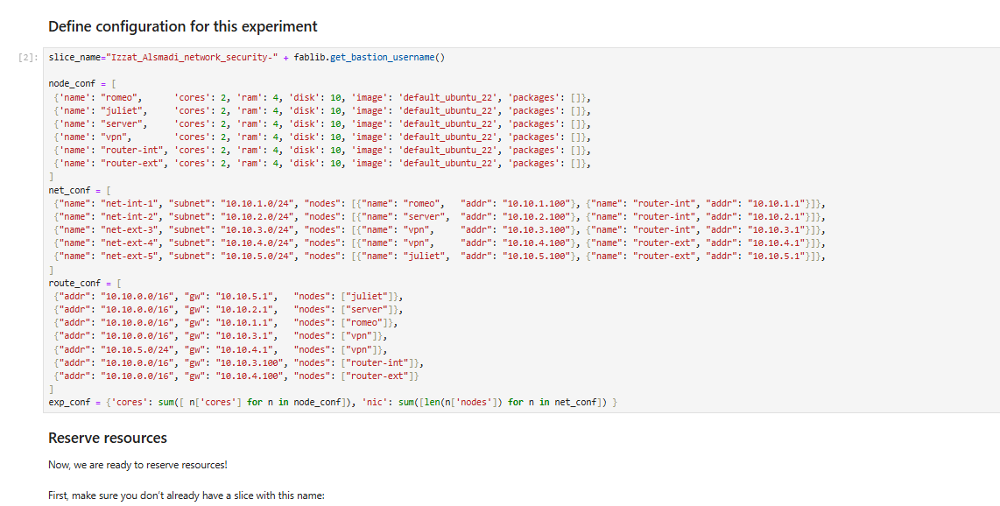 Define configuration for this experiment
[2]: slice_name="Izzat_Alsmadi_network_security-" + fablib.get_bastion_username()
node_conf = [
{'name': "romeo", 'cores': 2, 'ram': 4, 'disk': 10, 'image': 'default_ubuntu_22', 'packages': []},
{'name': "juliet", 'cores': 2, 'ram': 4, 'disk': 10, 'image': 'default_ubuntu_22', 'packages': []},
{'name': "server", 'cores': 2, 'ram': 4, 'disk': 10, 'image': 'default_ubuntu_22', 'packages': []},
{'name': "vpn", 'cores': 2, 'ram': 4, 'disk': 10, 'image': 'default_ubuntu_22', 'packages': []},
{'name': "router-int", 'cores': 2, 'ram': 4, 'disk': 10, 'image': 'default_ubuntu_22', 'packages': []},
{'name': "router-ext", 'cores': 2, 'ram': 4, 'disk': 10, 'image': 'default_ubuntu_22', 'packages': []},
]
net_conf = [
{"name": "net-int-1", "subnet": "10.10.1.0/24", "nodes": [{"name": "romeo", "addr": "10.10.1.100"}, {"name": "router-int", "addr": "10.10.1.1"}]},
{"name": "net-int-2", "subnet": "10.10.2.0/24", "nodes": [{"name": "server", "addr": "10.10.2.100"}, {"name": "router-int", "addr": "10.10.2.1"}]},
{"name": "net-ext-3", "subnet": "10.10.3.0/24", "nodes": [{"name": "vpn", "addr": "10.10.3.100"}, {"name": "router-int", "addr": "10.10.3.1"}]},
{"name": "net-ext-4", "subnet": "10.10.4.0/24", "nodes": [{"name": "vpn", "addr": "10.10.4.100"}, {"name": "router-ext", "addr": "10.10.4.1"}]},
{"name": "net-ext-5", "subnet": "10.10.5.0/24", "nodes": [{"name": "juliet", "addr": "10.10.5.100"}, {"name": "router-ext", "addr": "10.10.5.1"}]},
]
route_conf = [
{"addr": "10.10.0.0/16", "gw": "10.10.5.1", "nodes": ["juliet"]},
{"addr": "10.10.0.0/16", "gw": "10.10.2.1", "nodes": ["server"]},
{"addr": "10.10.0.0/16", "gw": "10.10.1.1", "nodes": ["romeo"]},
{"addr": "10.10.0.0/16", "gw": "10.10.3.1", "nodes": ["vpn"]},
{"addr": "10.10.5.0/24", "gw": "10.10.4.1", "nodes": ["vpn"]},
{"addr": "10.10.0.0/16", "gw": "10.10.3.100", "nodes": ["router-int"]},
{"addr": "10.10.0.0/16", "gw": "10.10.4.100", "nodes": ["router-ext"]}
]
exp_conf = {'cores': sum([ n['cores'] for n in node_conf]), 'nic': sum([len(n['nodes']) for n in net_conf]) }
Reserve resources
Now, we are ready to reserve resources!
First, make sure you don't already have a slice with this name: